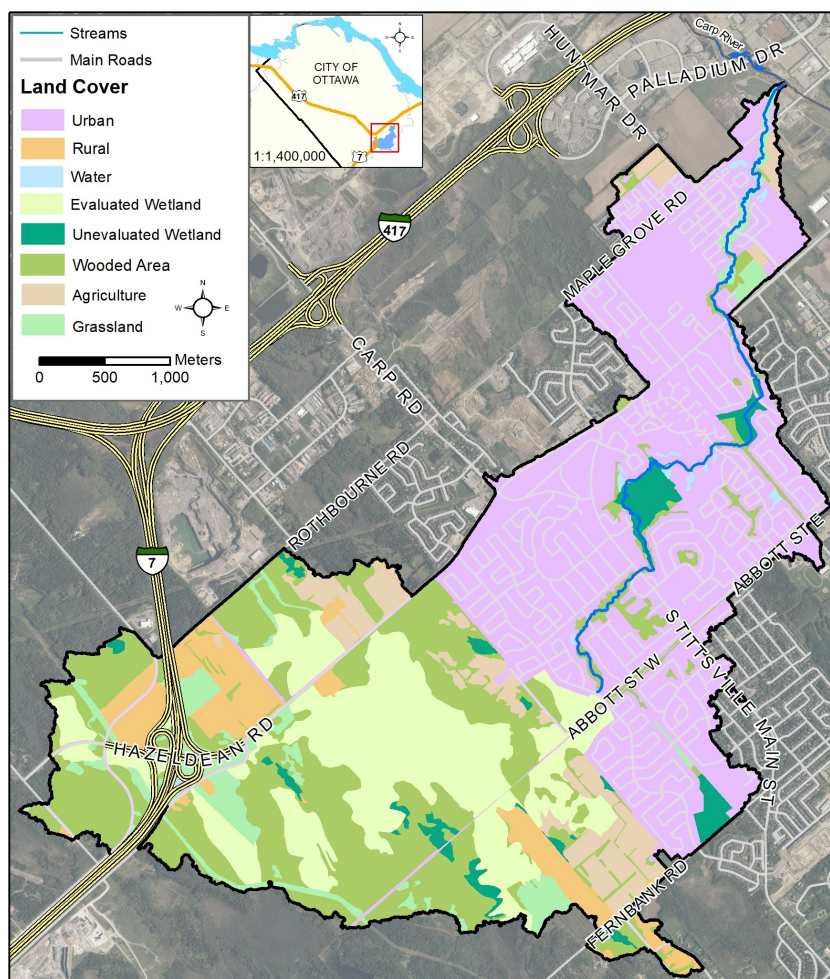 Streams
Main Roads
Land Cover
Urban
Rural
Water
Evaluated Wetland
Unevaluated Wetland
Wooded Area
Agriculture
Grassland
N
W E
S
Meters
0 500 1,000
N
W E
S
CITY OF
OTTAWA
417
417
7
1:1,400,000
Carp River
HUNTMAR DR
PALLADIUM DR
417
MAPLE GROVE RD
CARP RD
ROTHBOURNE RD
7
ABBOTT ST E
STITTSVILLE MAIN ST
ABBOTT ST W
HAZELDEAN RD
FERNBANK RD